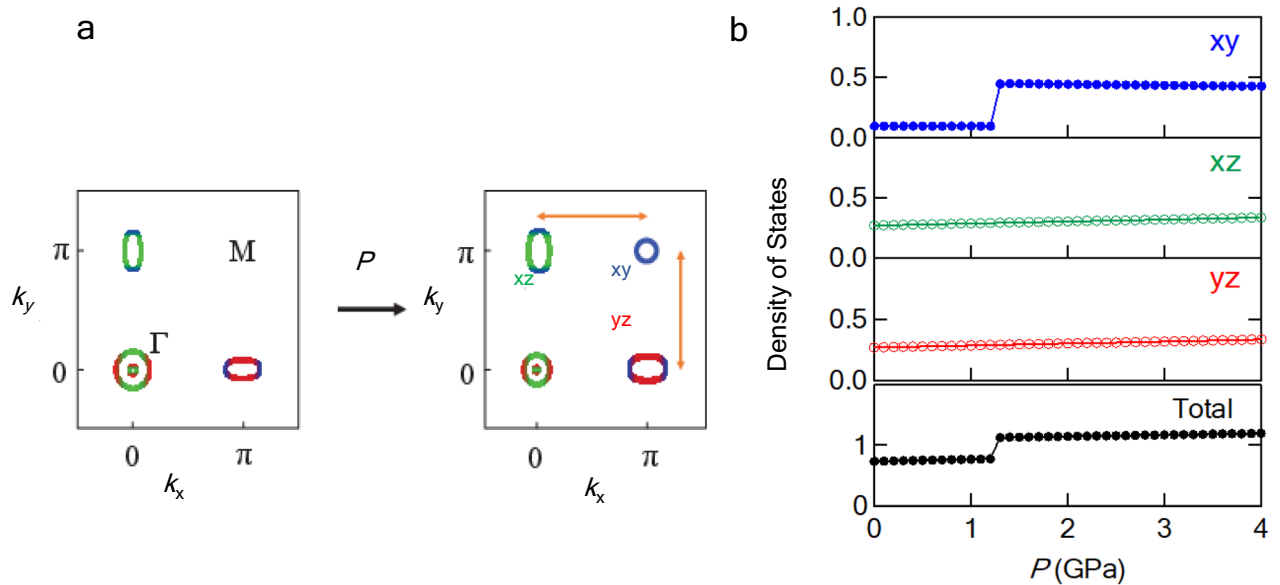 a
π
M
k_y
Γ
0
0
π
k_x
P
π
k_y
xz
xy
yz
0
0
π
k_x
b
Density of States
1.0
xy
0.5
0.0
xz
0.5
0.0
yz
0.5
0.0
Total
1
0
0
1
2
3
4
P (GPa)